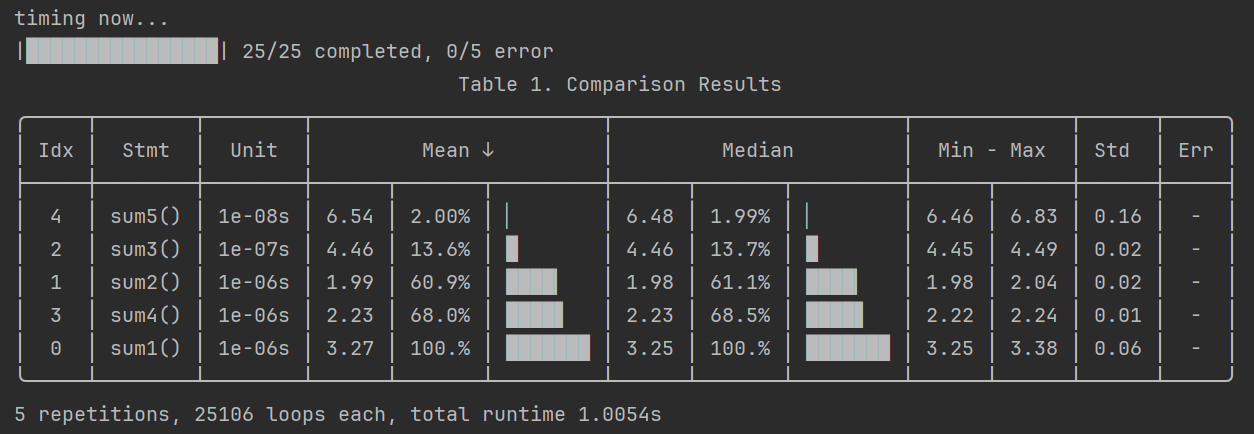 timing now...
25/25 completed, 0/5 error
Table 1. Comparison Results
Idx Stmt Unit Mean ↓ Median Min - Max Std Err
4 sum5() 1e-08s 6.54 2.00% 6.48 1.99% 6.46 6.83 0.16 -
2 sum3() 1e-07s 4.46 13.6% 4.46 13.7% 4.45 4.49 0.02 -
1 sum2() 1e-06s 1.99 60.9% 1.98 61.1% 1.98 2.04 0.02 -
3 sum4() 1e-06s 2.23 68.0% 2.23 68.5% 2.22 2.24 0.01 -
0 sum1() 1e-06s 3.27 100.% 3.25 100.% 3.25 3.38 0.06 -
5 repetitions, 25106 loops each, total runtime 1.0054s